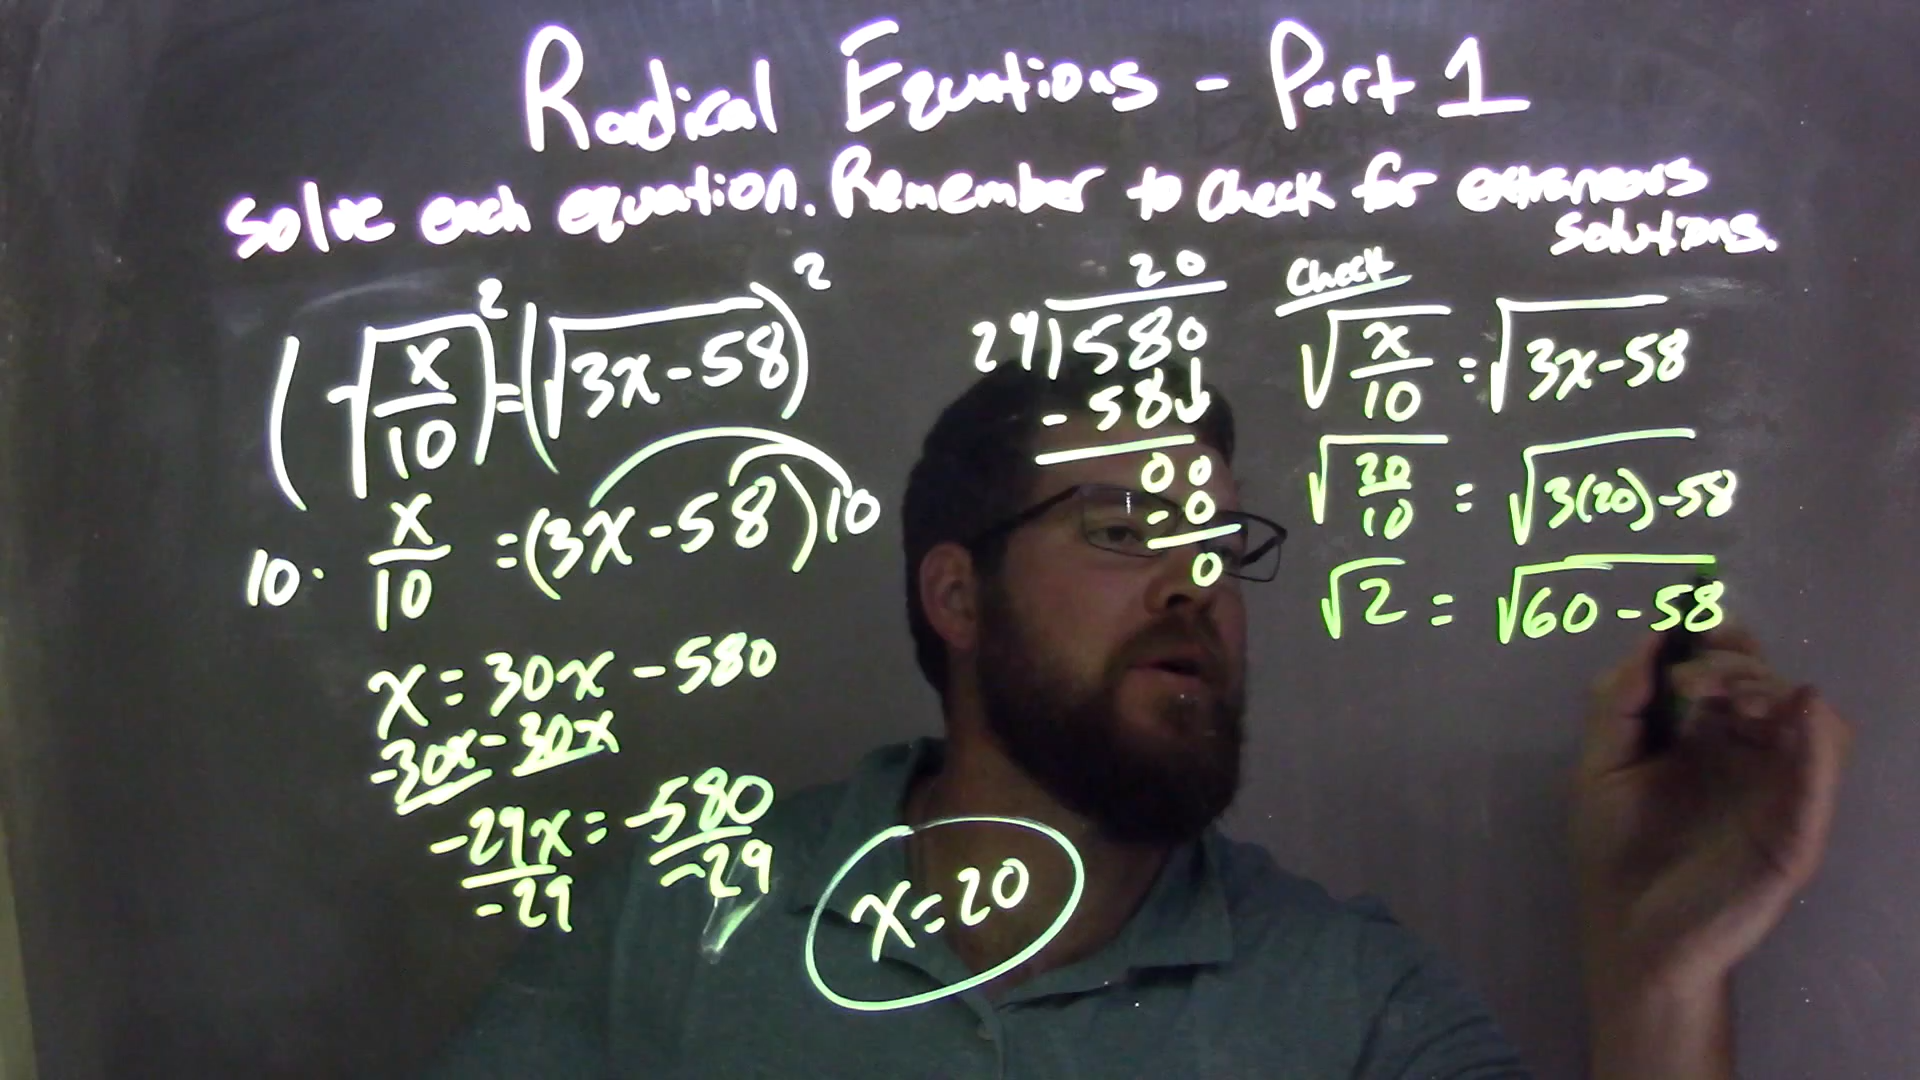 Radical Equations - Part 1
Solve each equation. Remember to check for extraneous
solutions.
(√(x/10))² = (√(3x-58))²
10 · x/10 = (3x-58)10
x = 30x - 580
-30x -30x
-29x = -580
-29 -29
x = 20
20
29)580
-58↓
00
-0
0
Check
√(x/10) = √(3x-58)
√(20/10) = √(3(20)-58)
√2 = √(60-58)